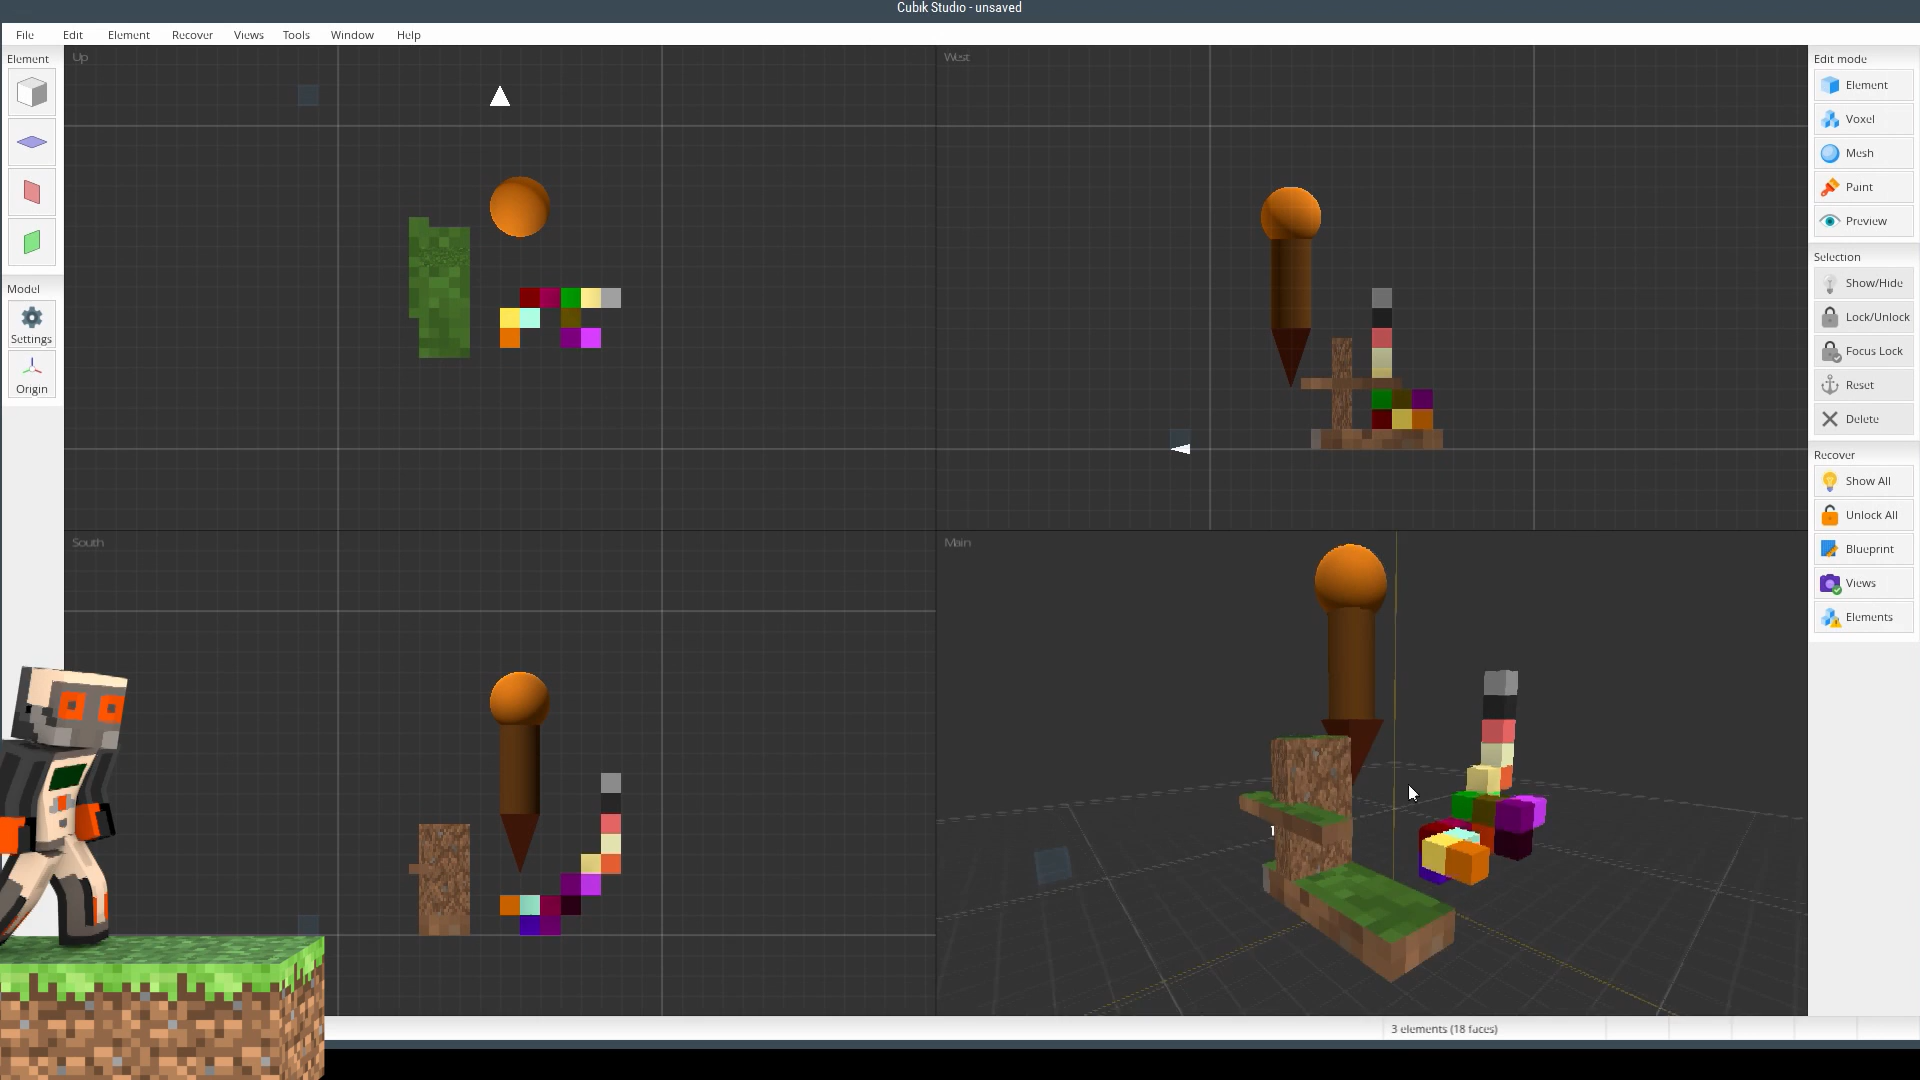 Cubik Studio - unsaved
File Edit Element Recover Views Tools Window Help
Element
Model
Settings
Origin
Up
West
South
Main
1
Edit mode
Element
Voxel
Mesh
Paint
Preview
Selection
Show/Hide
Lock/Unlock
Focus Lock
Reset
Delete
Recover
Show All
Unlock All
Blueprint
Views
Elements
3 elements (18 faces)